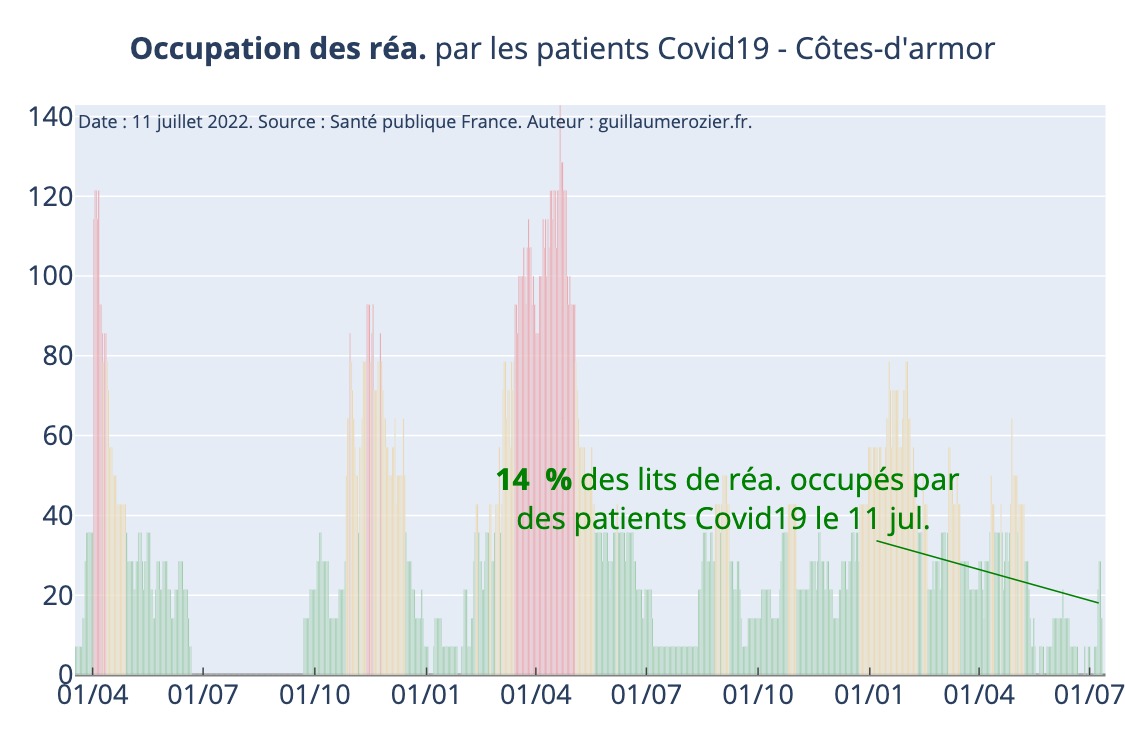 Occupation des réa. par les patients Covid19 - Côtes-d'armor
140
Date : 11 juillet 2022. Source : Santé publique France. Auteur : guillaumerozier.fr.
120
100
80
60
14 % des lits de réa. occupés par
des patients Covid19 le 11 jul.
40
20
0
01/04 01/07 01/10 01/01 01/04 01/07 01/10 01/01 01/04 01/07